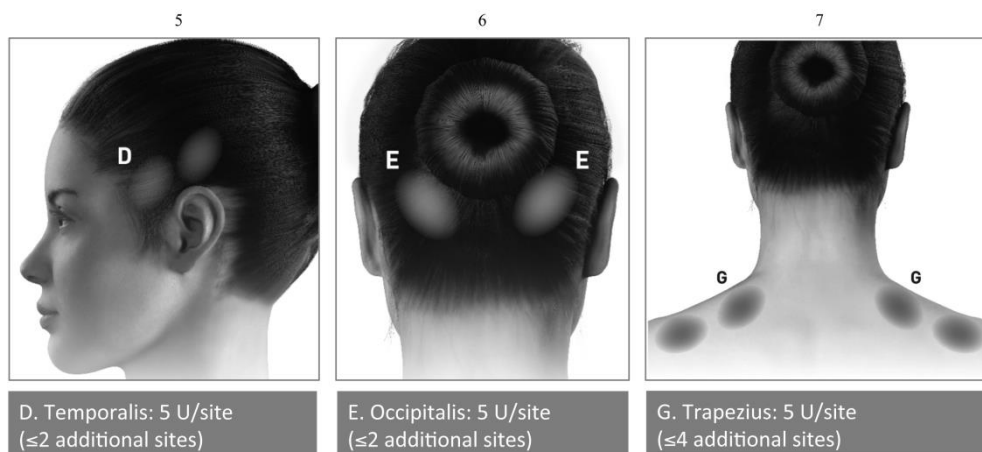 5
6
7
D
E
E
G
G
D. Temporalis: 5 U/site
(≤2 additional sites)
E. Occipitalis: 5 U/site
(≤2 additional sites)
G. Trapezius: 5 U/site
(≤4 additional sites)